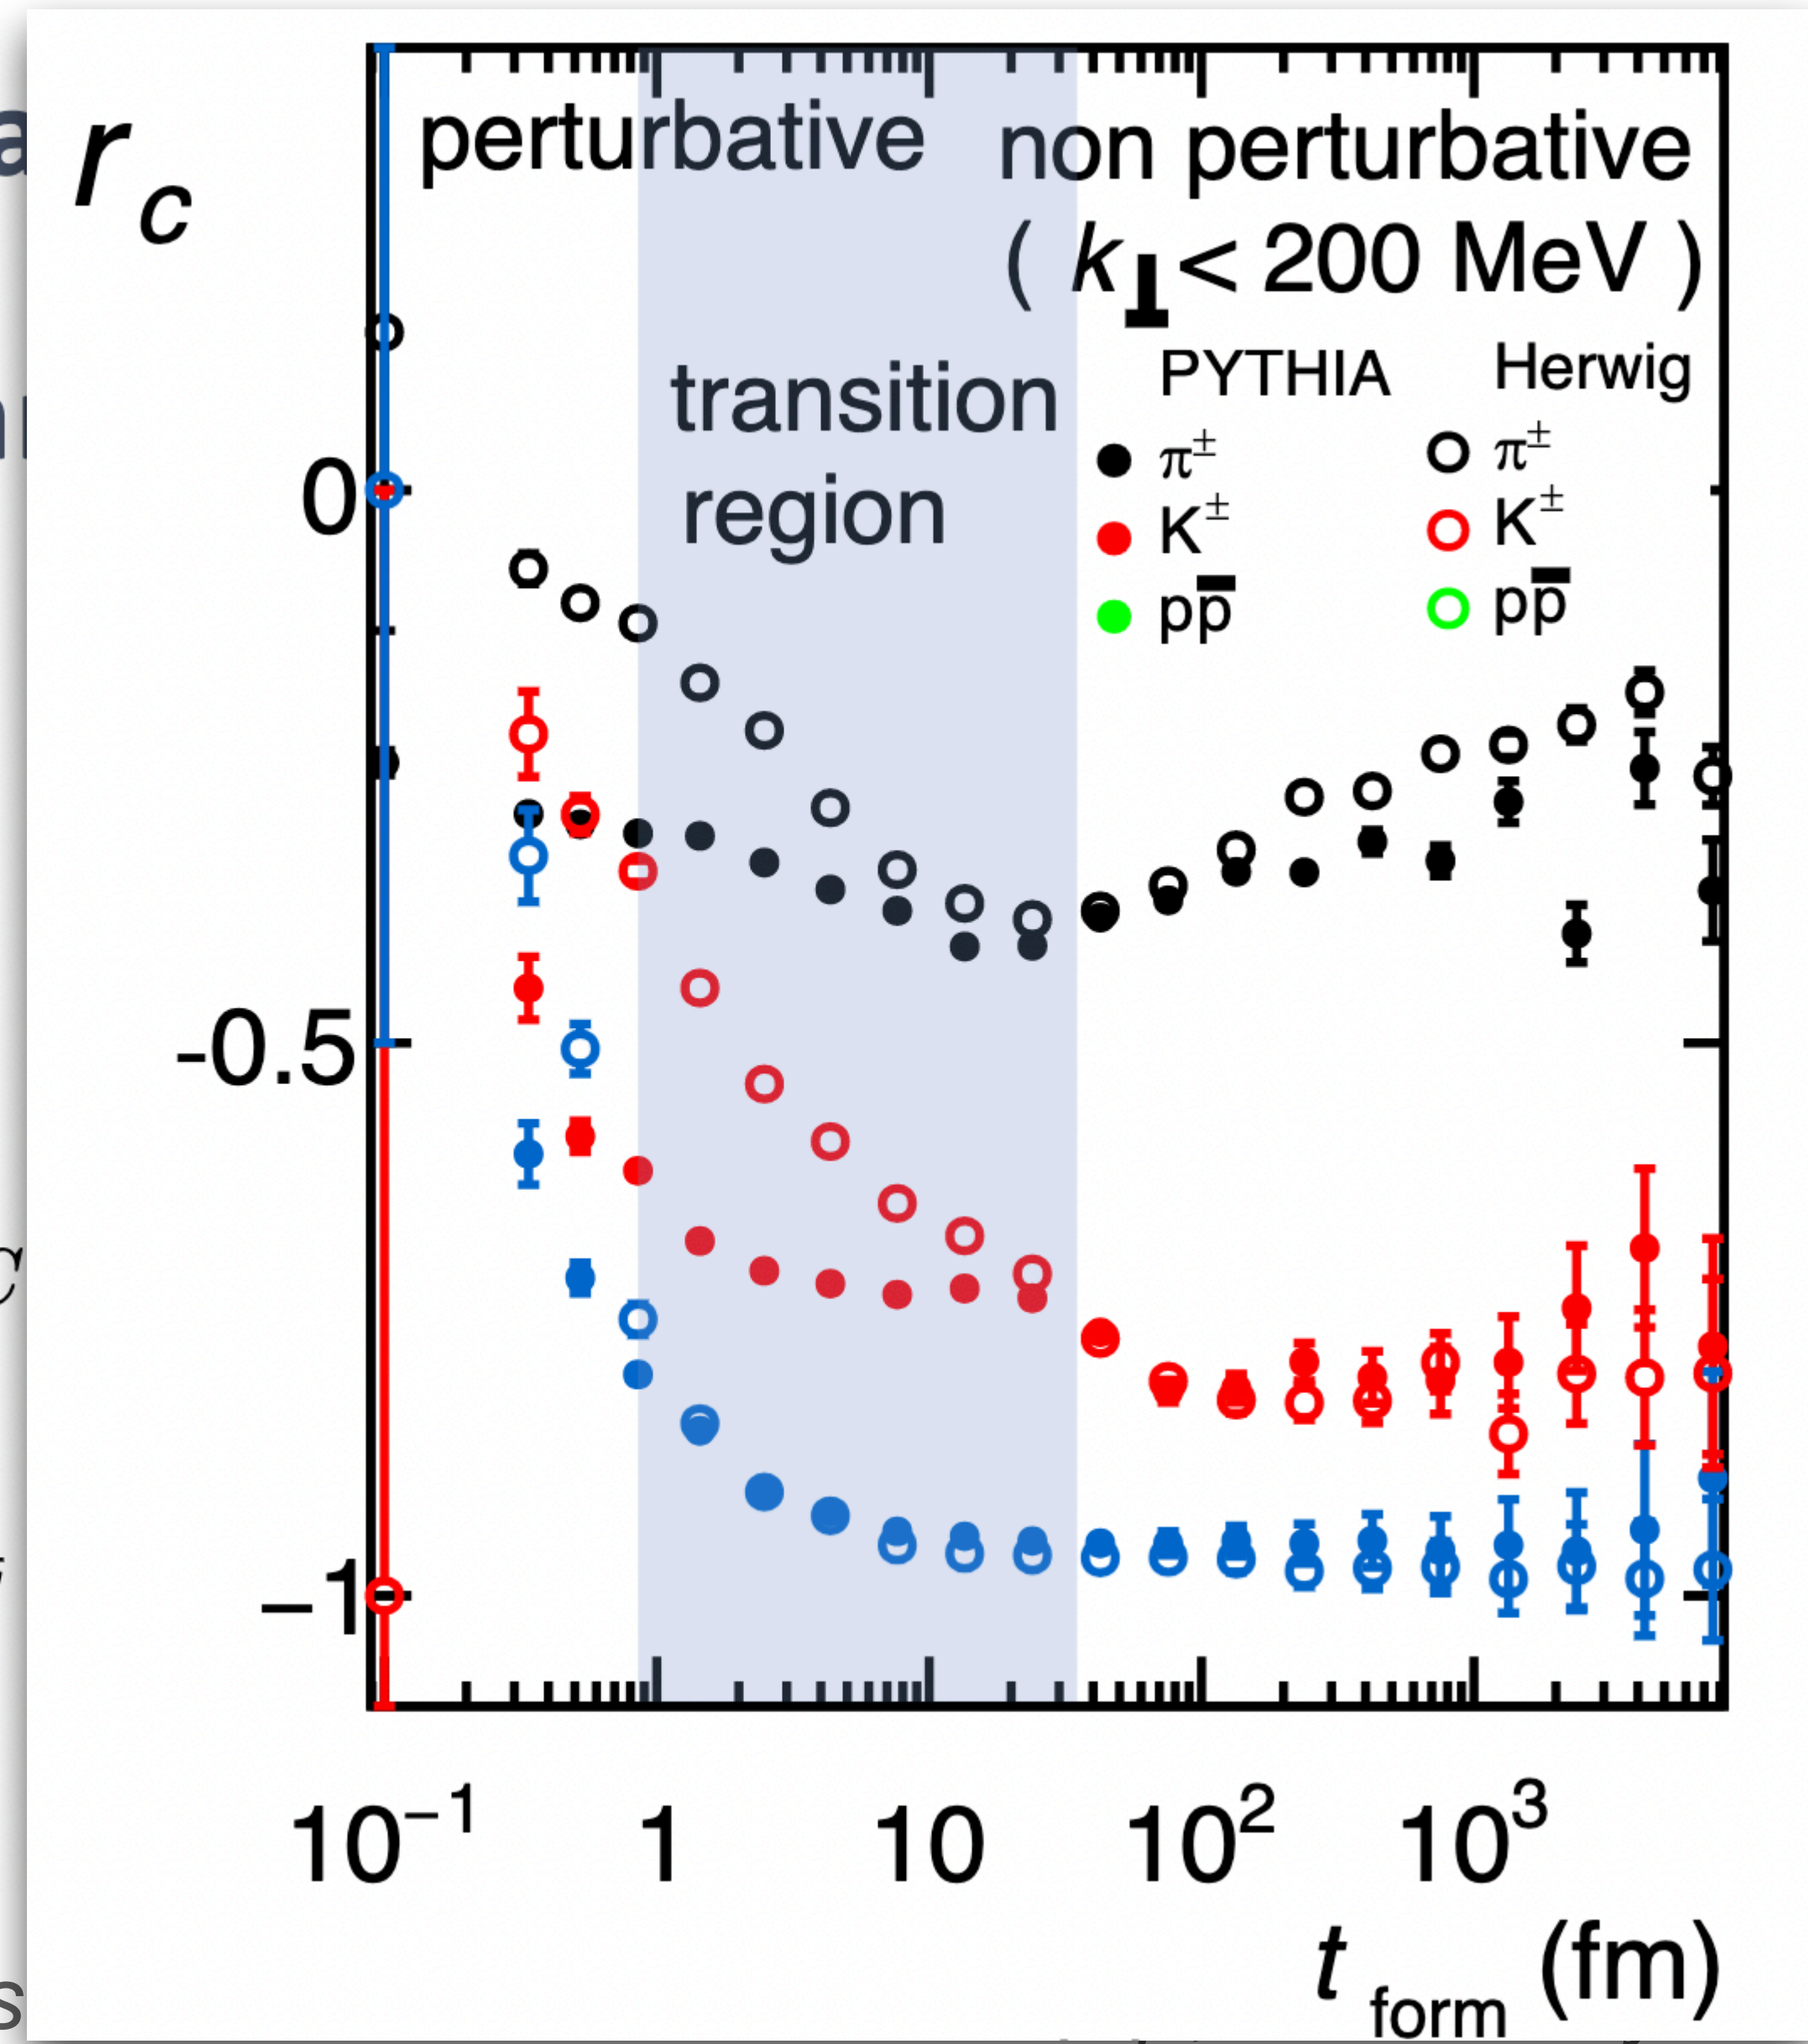 r_c
perturbative non perturbative
( k⊥ < 200 MeV )
transition
region
PYTHIA Herwig
π± π±
K± K±
pp̅ pp̅
0
-0.5
−1
10⁻¹ 1 10 10² 10³
t_form (fm)